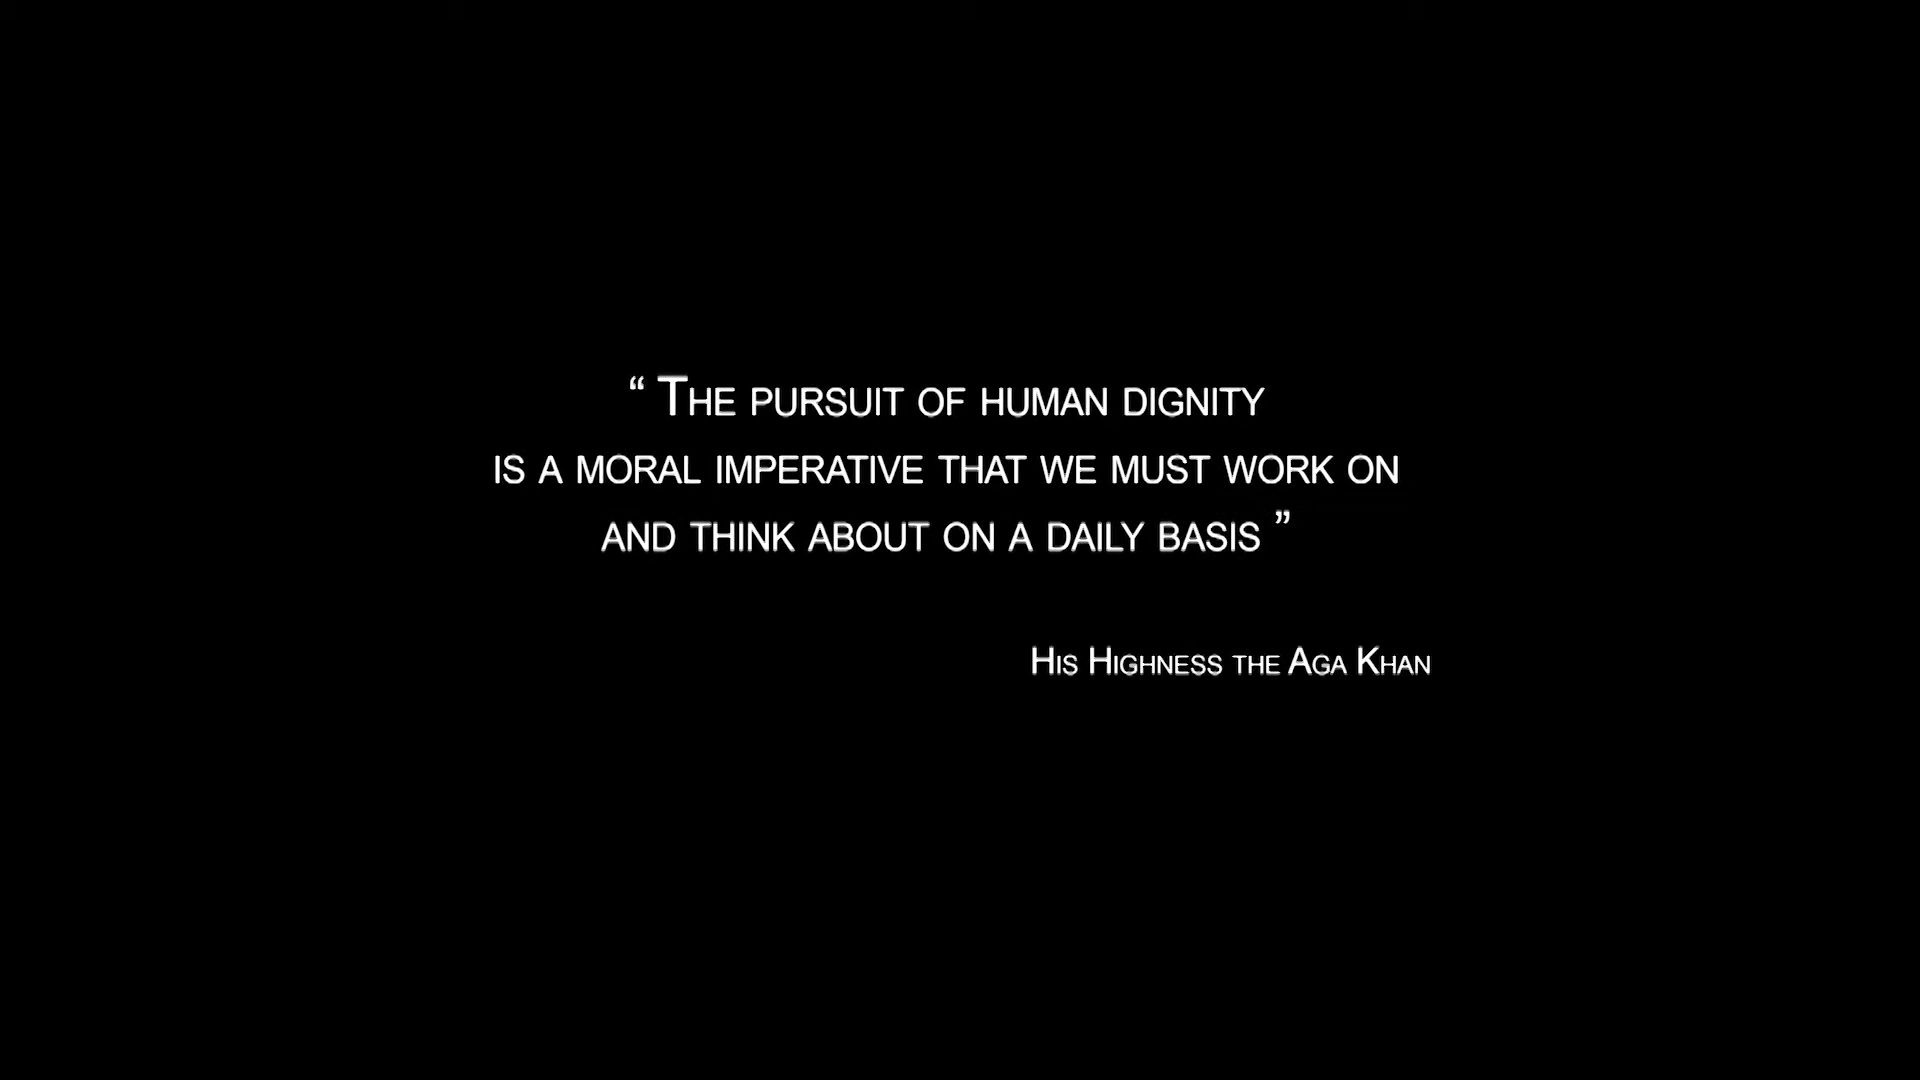 “ The pursuit of human dignity
is a moral imperative that we must work on
and think about on a daily basis ”
His Highness the Aga Khan